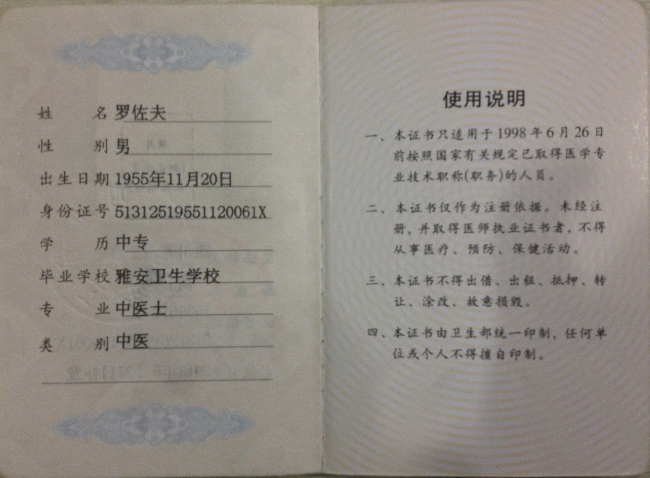 姓 名 罗佐夫
性 别 男
出生日期 1955年11月20日
身份证号 51312519551120061X
学 历 中专
毕业学校 雅安卫生学校
专 业 中医士
类 别 中医
使用说明
一、本证书只适用于1998年6月26日
前按照国家有关规定已取得医学专
业技术职称(职务)的人员。
二、本证书仅作为注册依据。未经注
册,并取得医师执业证书者,不得
从事医疗、预防、保健活动。
三、本证书不得出借、出租、抵押、转
让、涂改、故意损毁。
四、本证书由卫生部统一印制,任何单
位或个人不得擅自印制。